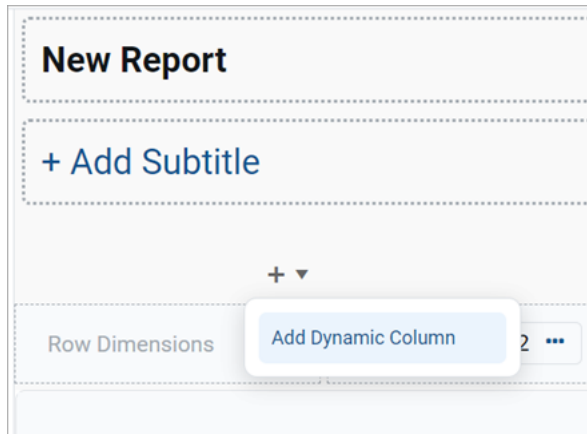 New Report
+ Add Subtitle
+
Row Dimensions
Add Dynamic Column
2 •••